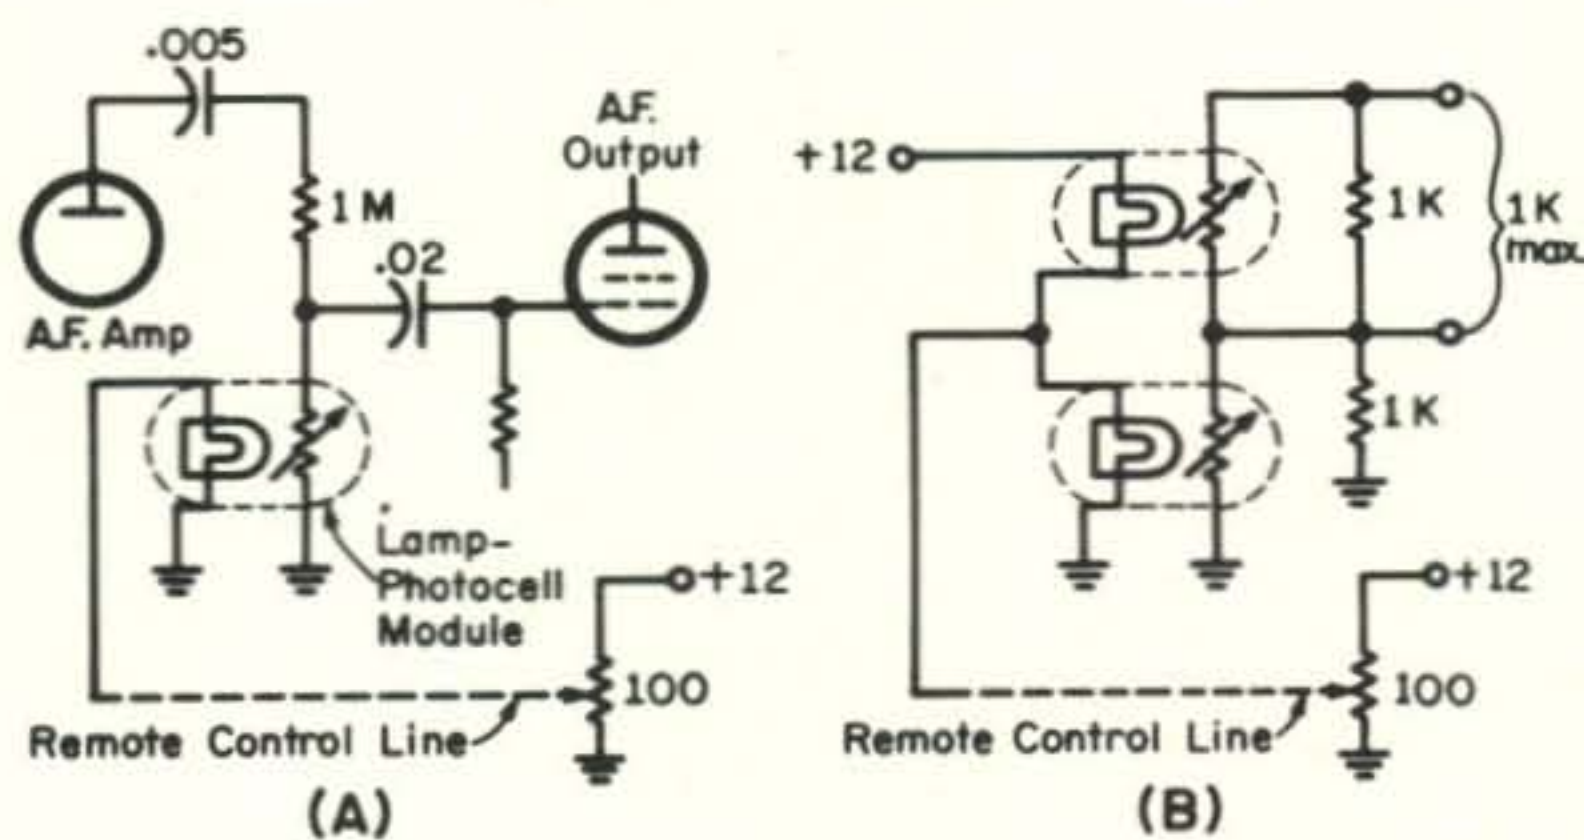 .005
A.F.
Output
1M
.02
A.F. Amp
Lamp-
Photocell
Module
+12
100
Remote Control Line
(A)
+12
1K
1K
max.
1K
+12
100
Remote Control Line
(B)